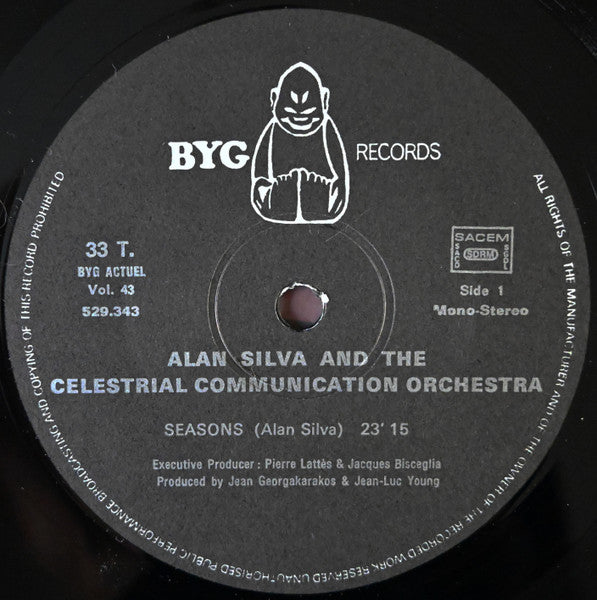 BYG RECORDS
33 T.
BYG ACTUEL
Vol. 43
529.343
SACEM
SACD SDRM SGDL
Side 1
Mono-Stereo
ALAN SILVA AND THE
CELESTRIAL COMMUNICATION ORCHESTRA
SEASONS (Alan Silva) 23' 15
Executive Producer : Pierre Lattès & Jacques Bisceglia
Produced by Jean Georgakarakos & Jean-Luc Young
ALL RIGHTS OF THE MANUFACTURER AND OF THE OWNER OF THE RECORDED WORK RESERVED UNAUTHORISED PUBLIC PERFORMANCE BROADCASTING AND COPYING OF THIS RECORD PROHIBITED